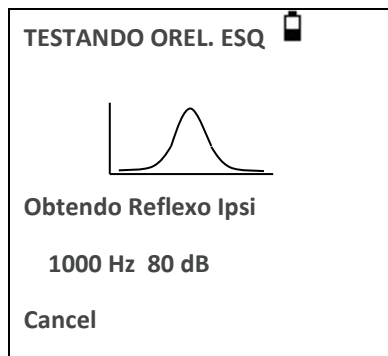 TESTANDO OREL. ESQ
Obtendo Reflexo Ipsi
1000 Hz 80 dB
Cancel